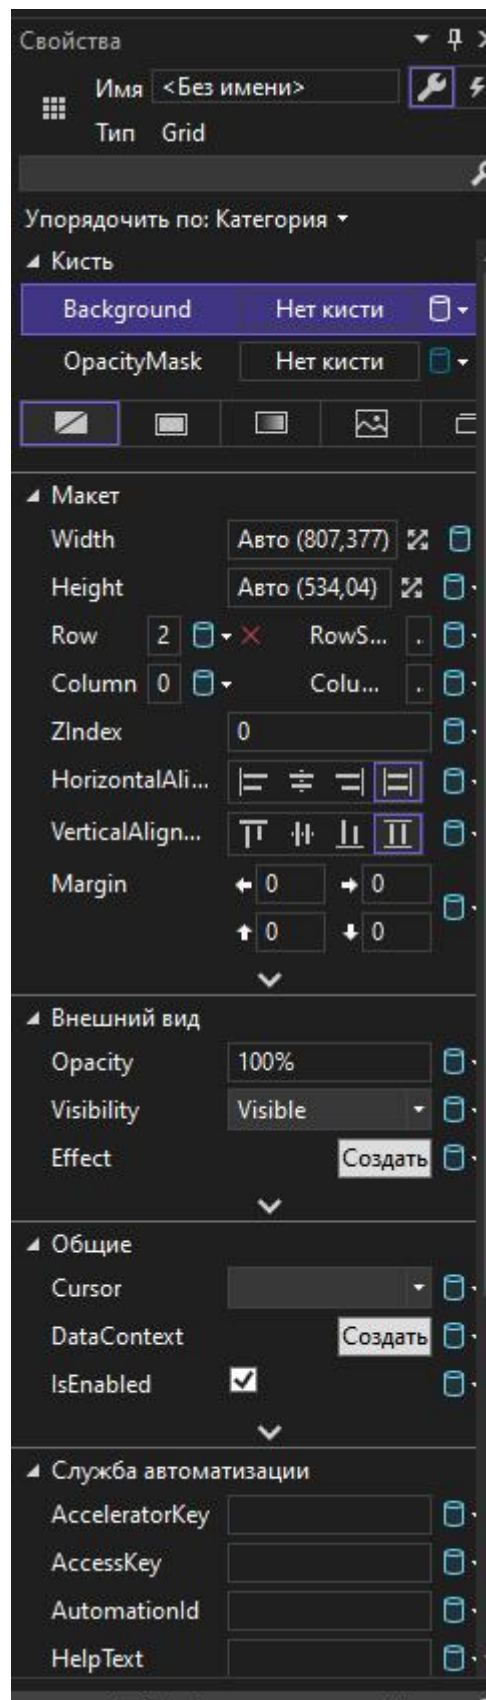 Свойства
Имя <Без имени>
Тип Grid
Упорядочить по: Категория
Кисть
Background Нет кисти
OpacityMask Нет кисти
Макет
Width Авто (807,377)
Height Авто (534,04)
Row 2 RowS... .
Column 0 Colu... .
ZIndex 0
HorizontalAli...
VerticalAlign...
Margin 0 0
0 0
Внешний вид
Opacity 100%
Visibility Visible
Effect Создать
Общие
Cursor
DataContext Создать
IsEnabled
Служба автоматизации
AcceleratorKey
AccessKey
AutomationId
HelpText